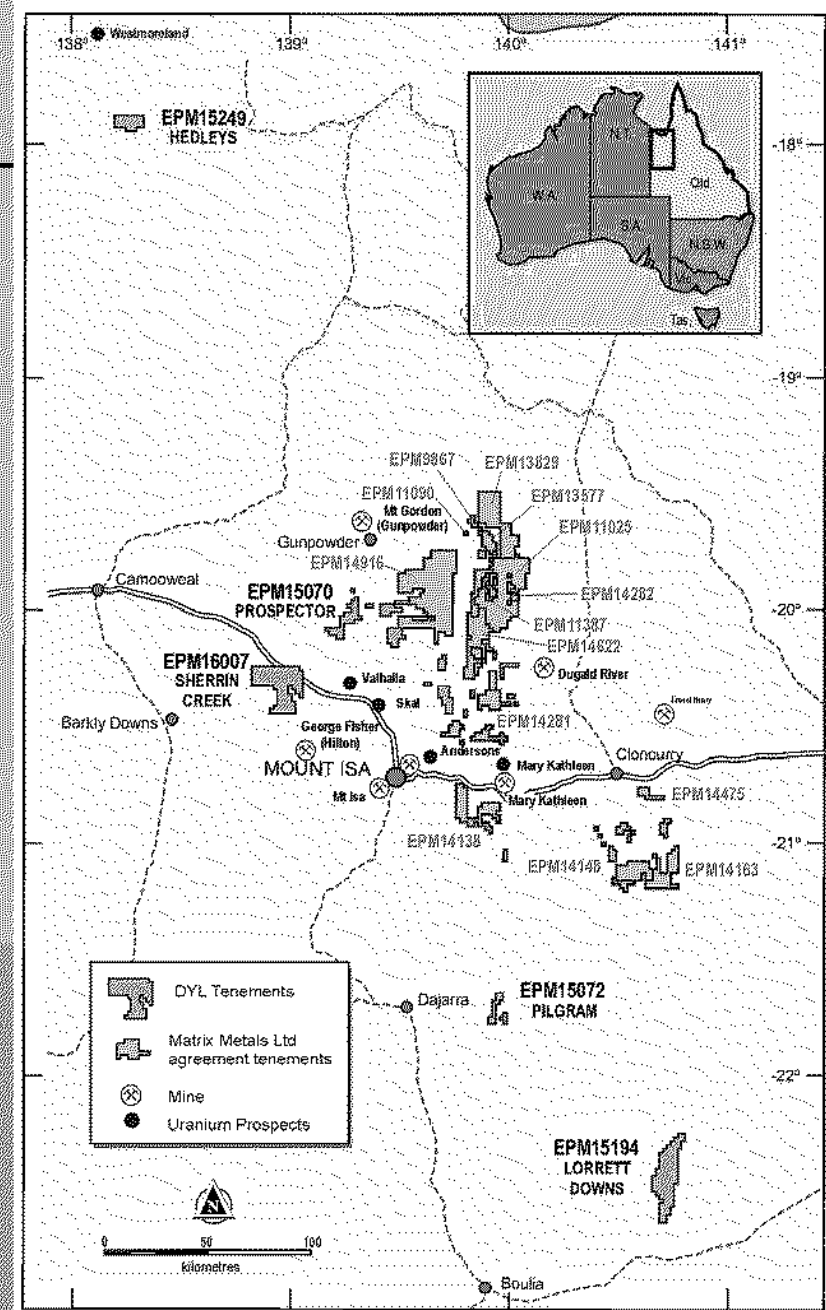 138°
139°
140°
141°
Westmoreland
EPM15249
HEDLEYS
-18°
N.T.
W.A.
Qld
S.A.
N.S.W.
Tas.
-19°
EPM9967
EPM13829
EPM11090
EPM13577
Mt Gordon
(Gunpowder)
EPM11025
Gunpowder
EPM14916
Camooweal
EPM15070
PROSPECTOR
EPM14282
-20°
EPM11387
EPM14622
EPM16007
SHERRIN
CREEK
Valhalla
Dugald River
Skal
Barkly Downs
EPM14281
George Fisher
(Hilton)
Andersons
Cloncurry
MOUNT ISA
Mary Kathleen
Mt Isa
Mary Kathleen
EPM14475
EPM14138
-21°
EPM14148
EPM14163
DYL Tenements
Matrix Metals Ltd
agreement tenements
Mine
Uranium Prospects
Dajarra
EPM15072
PILGRAM
-22°
EPM15194
LORRETT
DOWNS
N
0 50 100
kilometres
Boulia